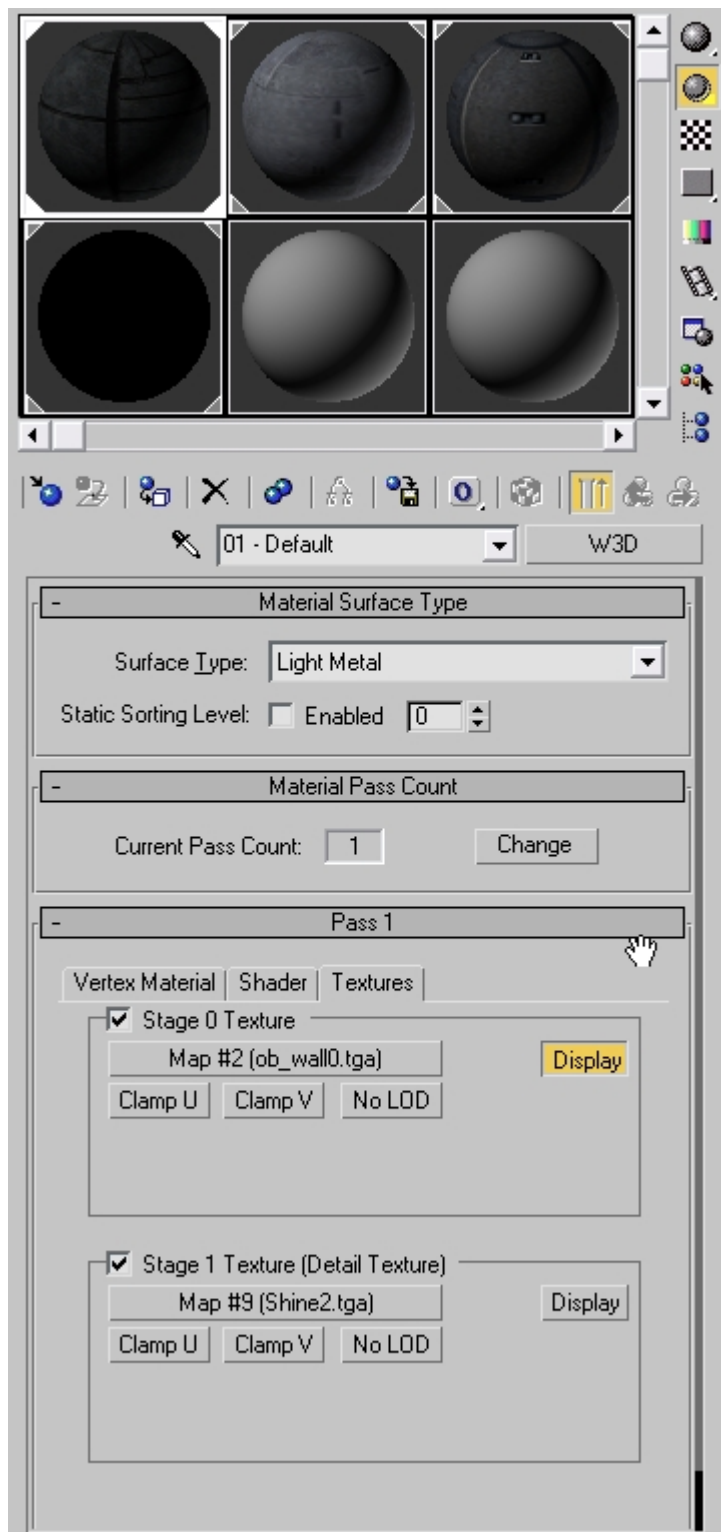 01 - Default W3D
- Material Surface Type
Surface Type: Light Metal
Static Sorting Level: Enabled 0
- Material Pass Count
Current Pass Count: 1 Change
- Pass 1
Vertex Material Shader Textures
Stage 0 Texture
Map #2 (ob_wall0.tga) Display
Clamp U Clamp V No LOD
Stage 1 Texture (Detail Texture)
Map #9 (Shine2.tga) Display
Clamp U Clamp V No LOD